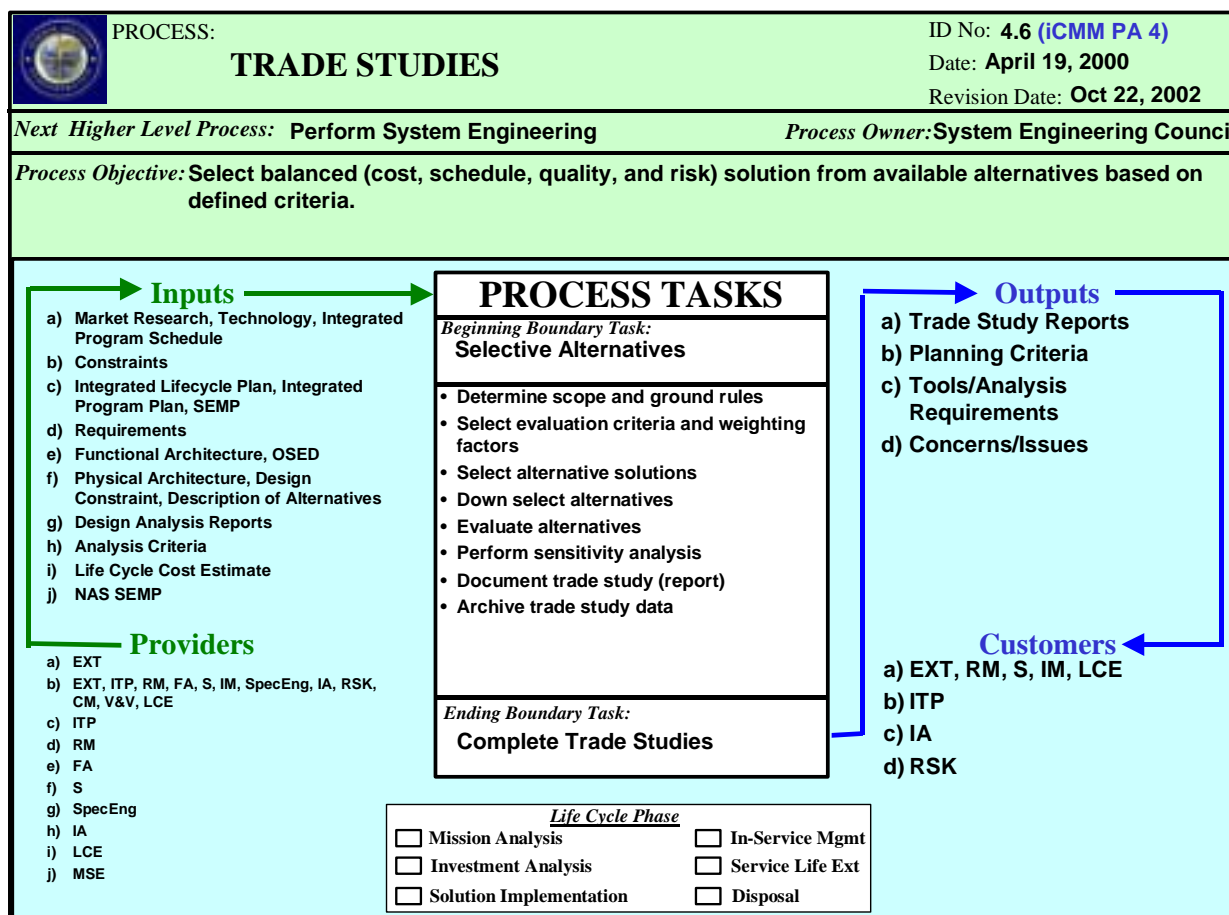 PROCESS:
TRADE STUDIES
ID No: 4.6 (iCMM PA 4)
Date: April 19, 2000
Revision Date: Oct 22, 2002
Next Higher Level Process: Perform System Engineering
Process Owner:System Engineering Counci
Process Objective: Select balanced (cost, schedule, quality, and risk) solution from available alternatives based on
defined criteria.
Inputs
a) Market Research, Technology, Integrated
Program Schedule
b) Constraints
c) Integrated Lifecycle Plan, Integrated
Program Plan, SEMP
d) Requirements
e) Functional Architecture, OSED
f) Physical Architecture, Design
Constraint, Description of Alternatives
g) Design Analysis Reports
h) Analysis Criteria
i) Life Cycle Cost Estimate
j) NAS SEMP
Providers
a) EXT
b) EXT, ITP, RM, FA, S, IM, SpecEng, IA, RSK,
CM, V&V, LCE
c) ITP
d) RM
e) FA
f) S
g) SpecEng
h) IA
i) LCE
j) MSE
PROCESS TASKS
Beginning Boundary Task:
Selective Alternatives
• Determine scope and ground rules
• Select evaluation criteria and weighting
factors
• Select alternative solutions
• Down select alternatives
• Evaluate alternatives
• Perform sensitivity analysis
• Document trade study (report)
• Archive trade study data
Ending Boundary Task:
Complete Trade Studies
Outputs
a) Trade Study Reports
b) Planning Criteria
c) Tools/Analysis
Requirements
d) Concerns/Issues
Customers
a) EXT, RM, S, IM, LCE
b) ITP
c) IA
d) RSK
Life Cycle Phase
Mission Analysis
Investment Analysis
Solution Implementation
In-Service Mgmt
Service Life Ext
Disposal